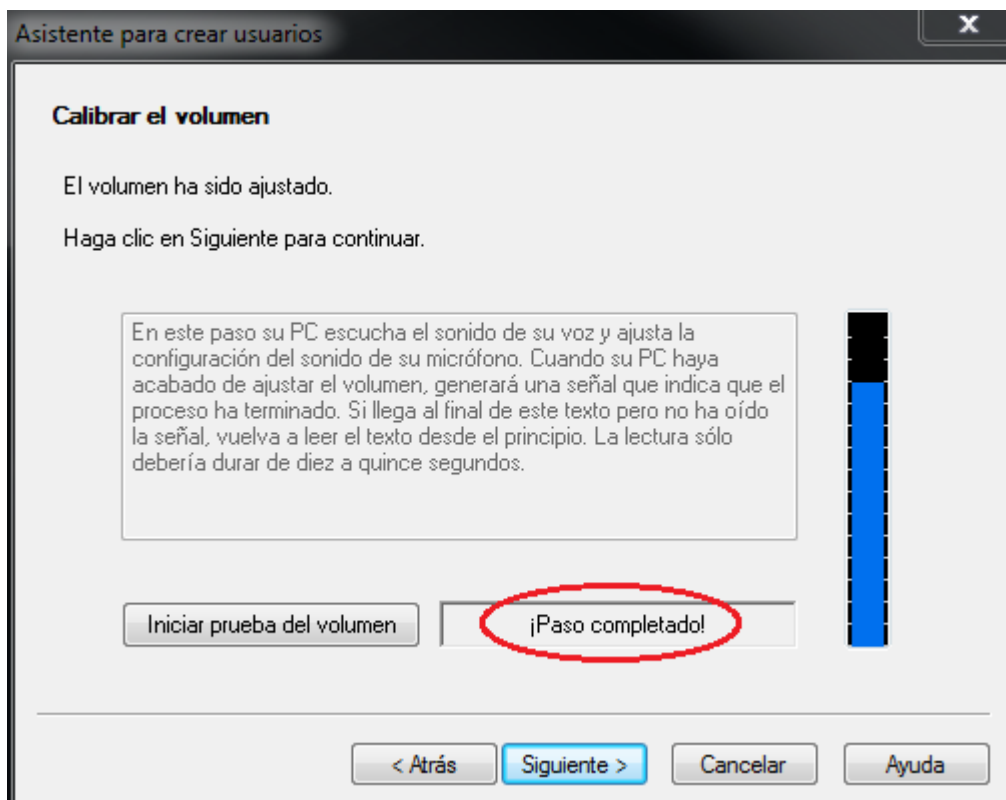 Asistente para crear usuarios
x
Calibrar el volumen
El volumen ha sido ajustado.
Haga clic en Siguiente para continuar.
En este paso su PC escucha el sonido de su voz y ajusta la
configuración del sonido de su micrófono. Cuando su PC haya
acabado de ajustar el volumen, generará una señal que indica que el
proceso ha terminado. Si llega al final de este texto pero no ha oído
la señal, vuelva a leer el texto desde el principio. La lectura sólo
debería durar de diez a quince segundos.
Iniciar prueba del volumen
¡Paso completado!
< Atrás
Siguiente >
Cancelar
Ayuda